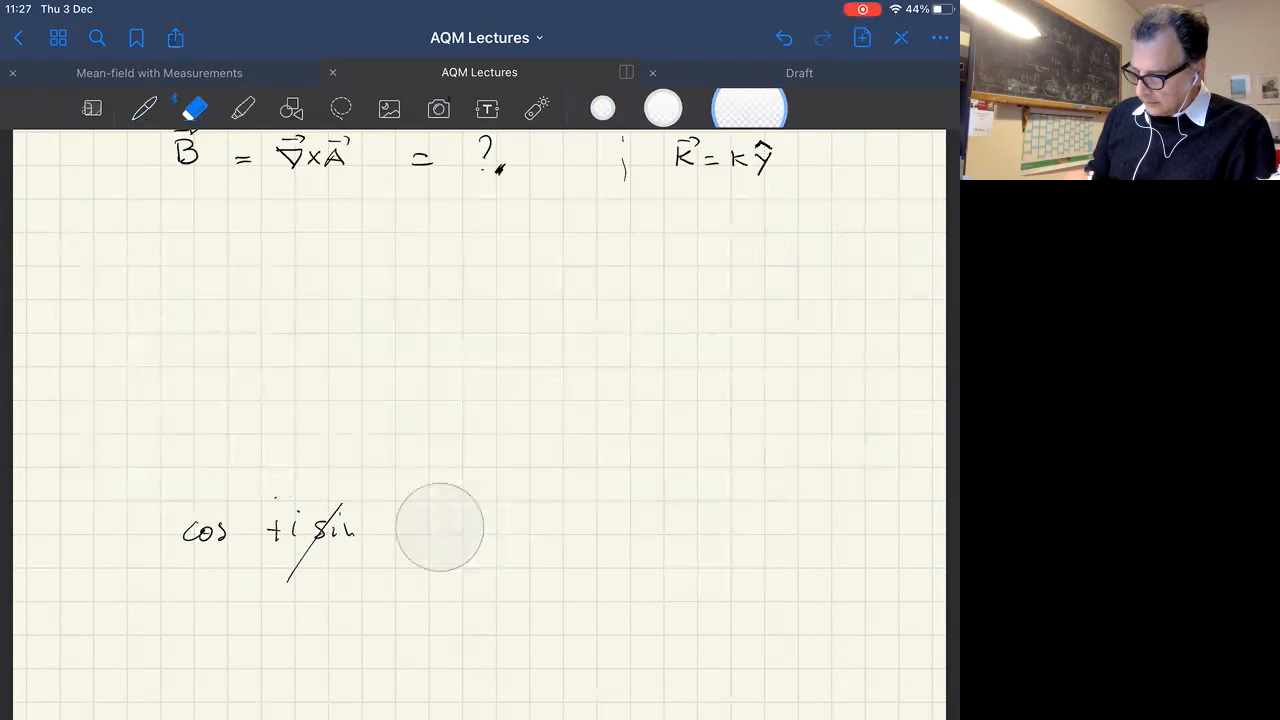 11:27 Thu 3 Dec 44%
AQM Lectures
Mean-field with Measurements AQM Lectures Draft
B⃗ = ∇⃗ x A⃗ = ? ; K⃗ = K ŷ
cos + i sin